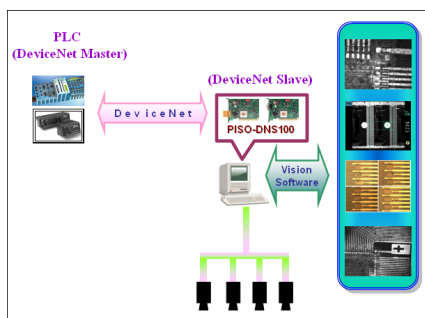 PLC
(DeviceNet Master)
(DeviceNet Slave)
DeviceNet
PISO-DNS100
Vision
Software